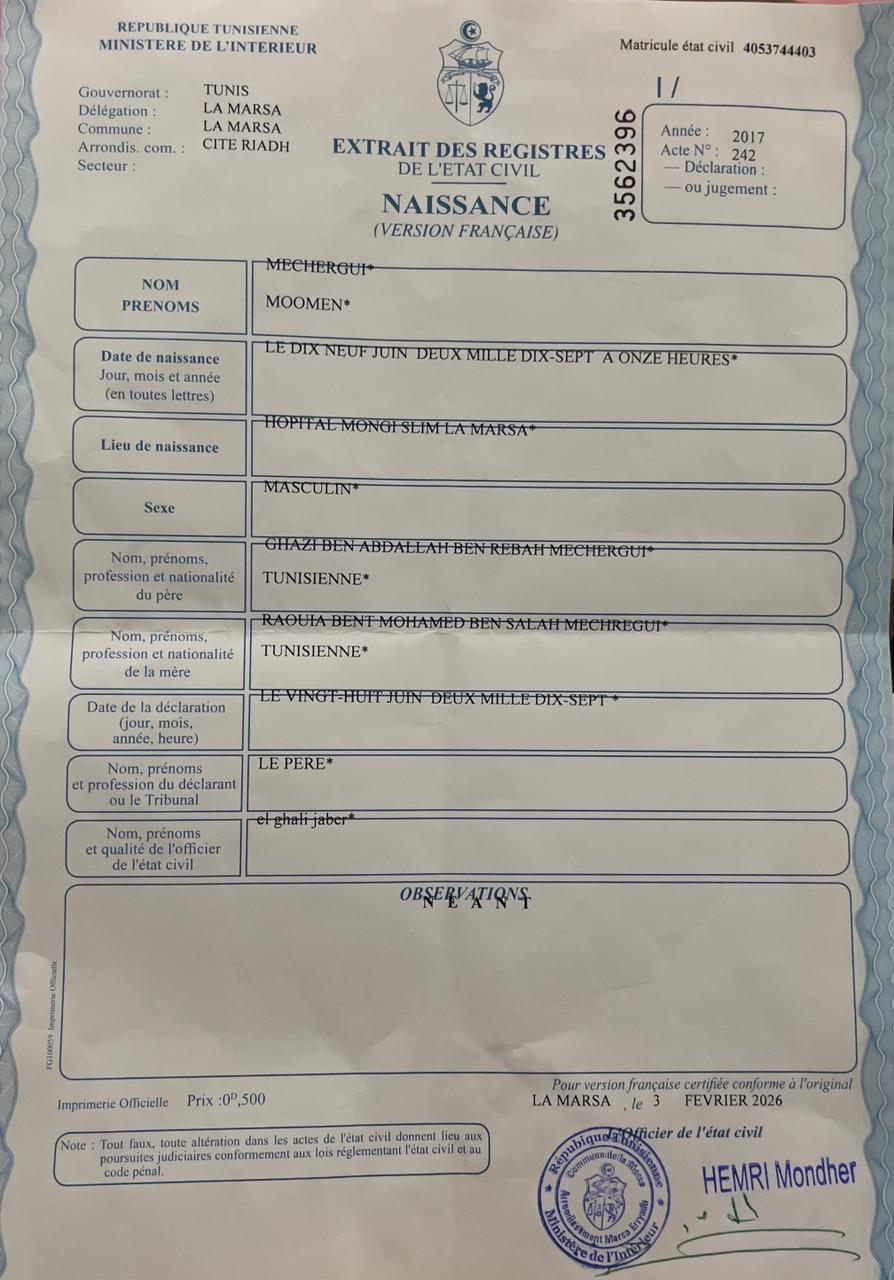 REPUBLIQUE TUNISIENNE
MINISTERE DE L'INTERIEUR
Matricule état civil 4053744403
Gouvernorat : TUNIS
Délégation : LA MARSA
Commune : LA MARSA
Arrondis. com. : CITE RIADH
Secteur :
EXTRAIT DES REGISTRES
DE L'ETAT CIVIL
NAISSANCE
(VERSION FRANÇAISE)
3562396
1/
Année : 2017
Acte N° : 242
— Déclaration :
— ou jugement :
NOM
PRENOMS
MECHERGUI*
MOOMEN*
Date de naissance
Jour, mois et année
(en toutes lettres)
LE DIX NEUF JUIN DEUX MILLE DIX-SEPT A ONZE HEURES*
Lieu de naissance
HOPITAL MONGI SLIM LA MARSA*
Sexe
MASCULIN*
Nom, prénoms,
profession et nationalité
du père
GHAZI BEN ABDALLAH BEN REBAH MECHERGUI*
TUNISIENNE*
Nom, prénoms,
profession et nationalité
de la mère
RAOUIA BENT MOHAMED BEN SALAH MECHREGUI*
TUNISIENNE*
Date de la déclaration
(jour, mois,
année, heure)
LE VINGT-HUIT JUIN DEUX MILLE DIX-SEPT *
Nom, prénoms
et profession du déclarant
ou le Tribunal
LE PERE*
Nom, prénoms
et qualité de l'officier
de l'état civil
el ghali jaber*
OBSERVATIONS
N E A N T
FG100059 Imprimerie Officielle
Imprimerie Officielle Prix :0ᴰ,500
Pour version française certifiée conforme à l'original
LA MARSA , le 3 FEVRIER 2026
L'Officier de l'état civil
Note : Tout faux, toute altération dans les actes de l'état civil donnent lieu aux
poursuites judiciaires conformement aux lois réglementant l'état civil et au
code pénal.
République Tunisienne
Commune de la Marsa
Arrondissement Marsa Erryadh
Ministère de l'Intérieur
HEMRI Mondher